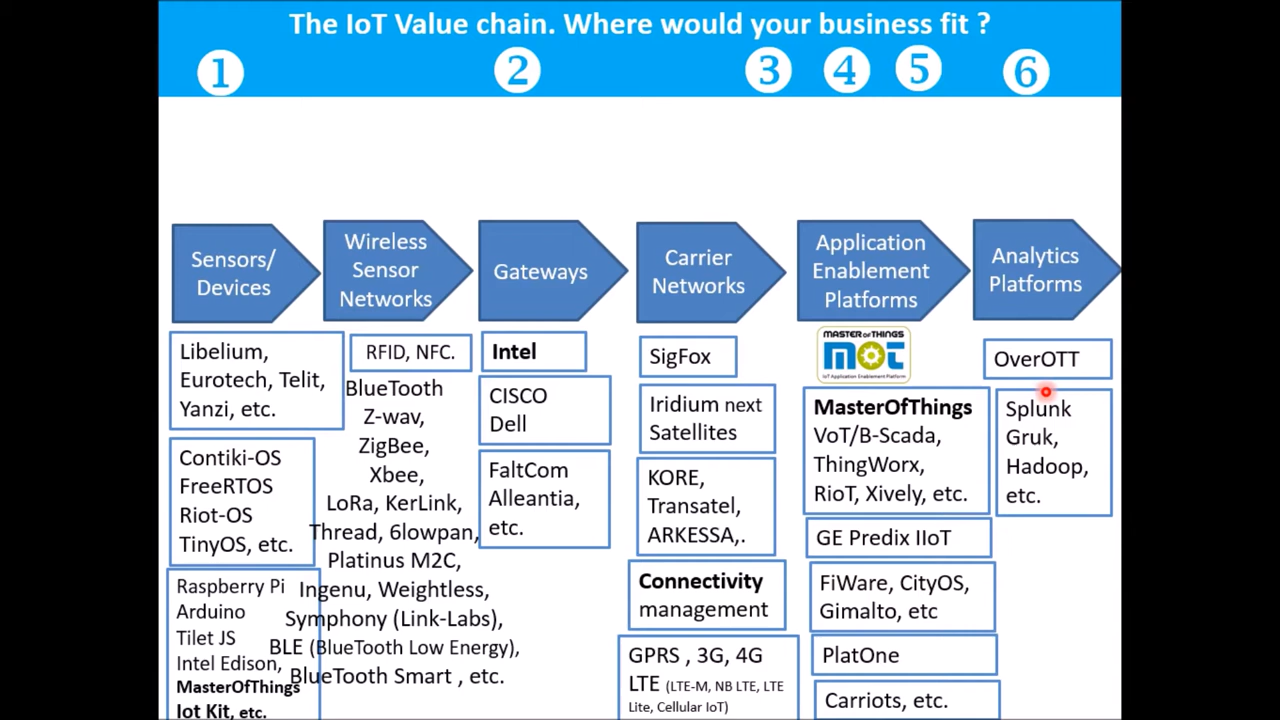 The IoT Value chain. Where would your business fit ?
1 2 3 4 5 6
Sensors/
Devices
Wireless
Sensor
Networks
Gateways
Carrier
Networks
Application
Enablement
Platforms
Analytics
Platforms
Libelium,
Eurotech, Telit,
Yanzi, etc.
Contiki-OS
FreeRTOS
Riot-OS
TinyOS, etc.
Raspberry Pi
Arduino
Tilet JS
Intel Edison,
MasterOfThings
Iot Kit, etc.
RFID, NFC.
BlueTooth
Z-wav,
ZigBee,
Xbee,
LoRa, KerLink,
Thread, 6lowpan,
Platinus M2C,
Ingenu, Weightless,
Symphony (Link-Labs),
BLE (BlueTooth Low Energy),
BlueTooth Smart , etc.
Intel
CISCO
Dell
FaltCom
Alleantia,
etc.
SigFox
Iridium next
Satellites
KORE,
Transatel,
ARKESSA,.
Connectivity
management
GPRS , 3G, 4G
LTE (LTE-M, NB LTE, LTE
Lite, Cellular IoT)
MASTER OF THINGS
MOT
IoT Application Enablement Platform
MasterOfThings
VoT/B-Scada,
ThingWorx,
RioT, Xively, etc.
GE Predix IIoT
FiWare, CityOS,
Gimalto, etc
PlatOne
Carriots, etc.
OverOTT
Splunk
Gruk,
Hadoop,
etc.